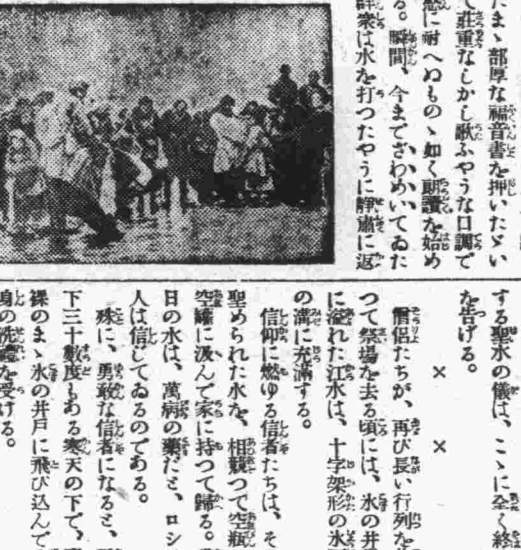 たまゝ部厚な福音書を押いたゞい
て莊重なしかし歌ふやうな口調で
感に耐へぬものゝ如く朗讀を始め
る。瞬間、今までざわめいてゐた
群衆は水を打つたやうに靜肅に返
する聖水の儀は、こゝに全く終
を告げる。
× ×
僧侶たちが、再び長い行列を
つて祭場を去る頃には、氷の井
に溢れた江水は、十字架形の氷
の溝に充滿する。
信仰に燃ゆる信者たちは、そ
聖められた水を、相競つて空瓶
空罐に汲んで家に持つて歸る。
日の水は、萬病の藥だと、ロシ
人は信じてゐるのである。
殊に、勇敢な信者になると、
下三十數度もある寒天の下で、
裸のまゝ氷の井戸に飛び込んで
身の洗禮を受ける。